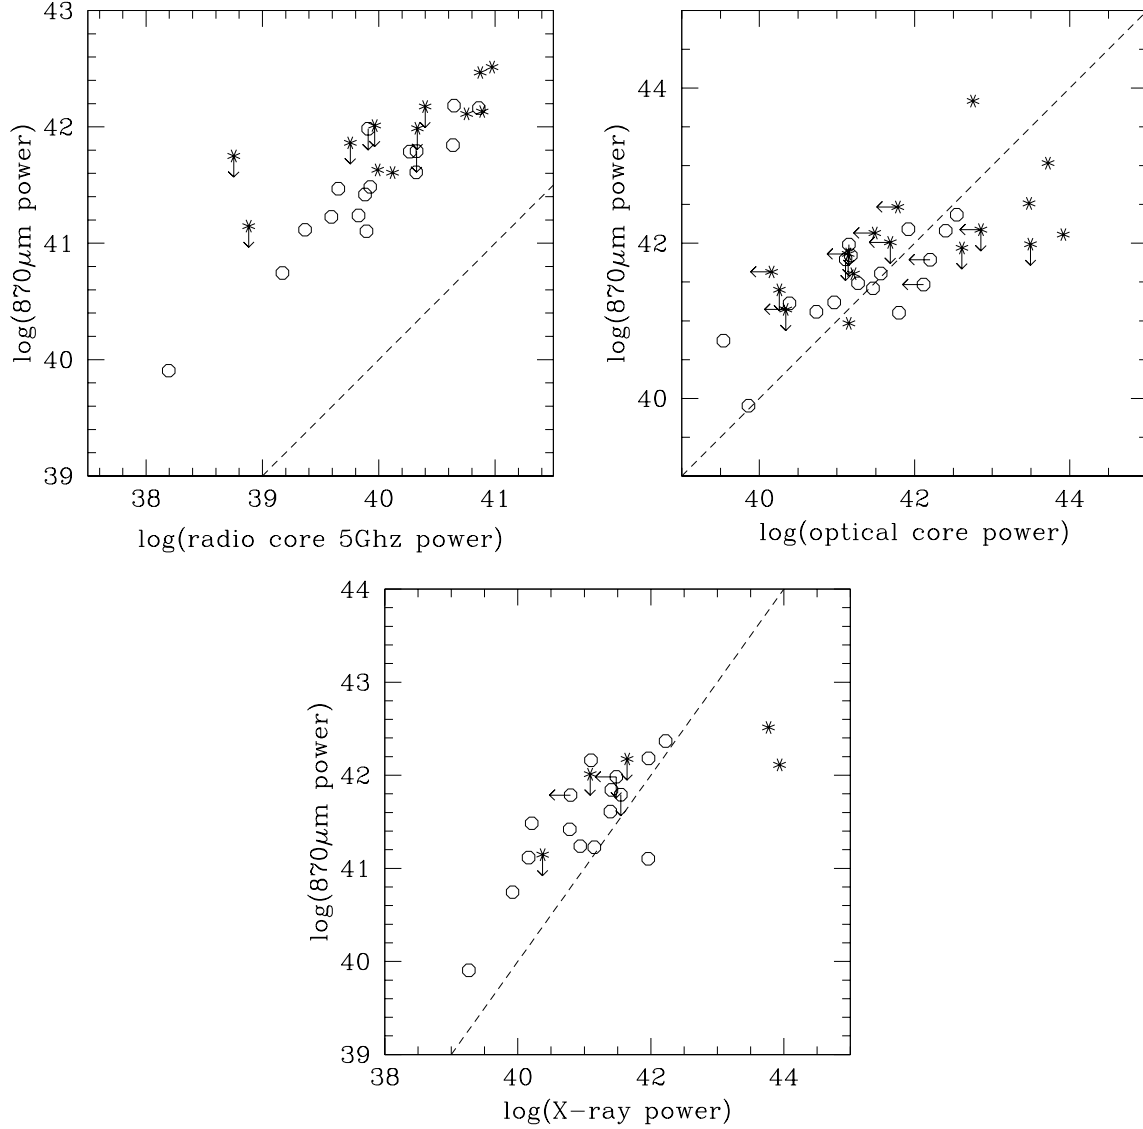 43
42
41
40
39
log(870μm power)
38 39 40 41
log(radio core 5Ghz power)
44
42
40
log(870μm power)
40 42 44
log(optical core power)
44
43
42
41
40
39
log(870μm power)
38 40 42 44
log(X-ray power)